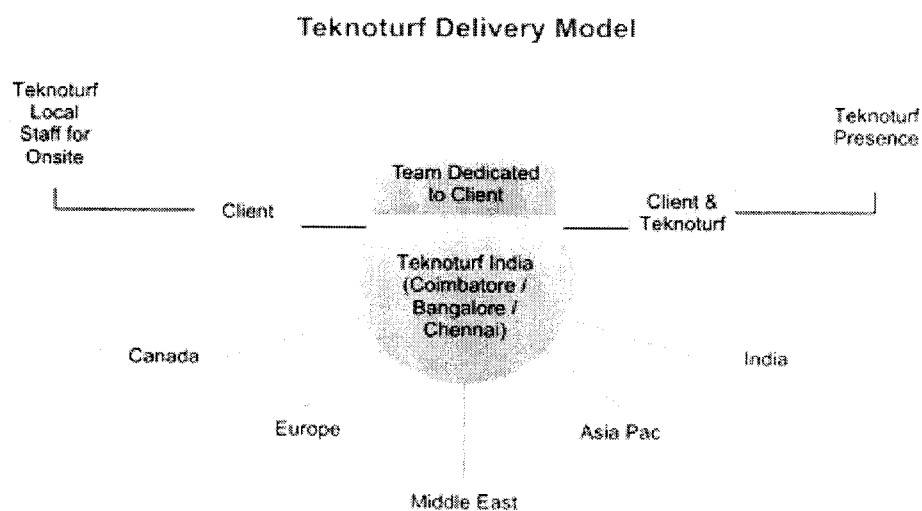 Teknoturf Delivery Model
Teknoturf
Local
Staff for
Onsite
Teknoturf
Presence
Team Dedicated
to Client
Client
Client &
Teknoturf
Teknoturf India
(Coimbatore /
Bangalore /
Chennai)
Canada
India
Europe
Asia Pac
Middle East